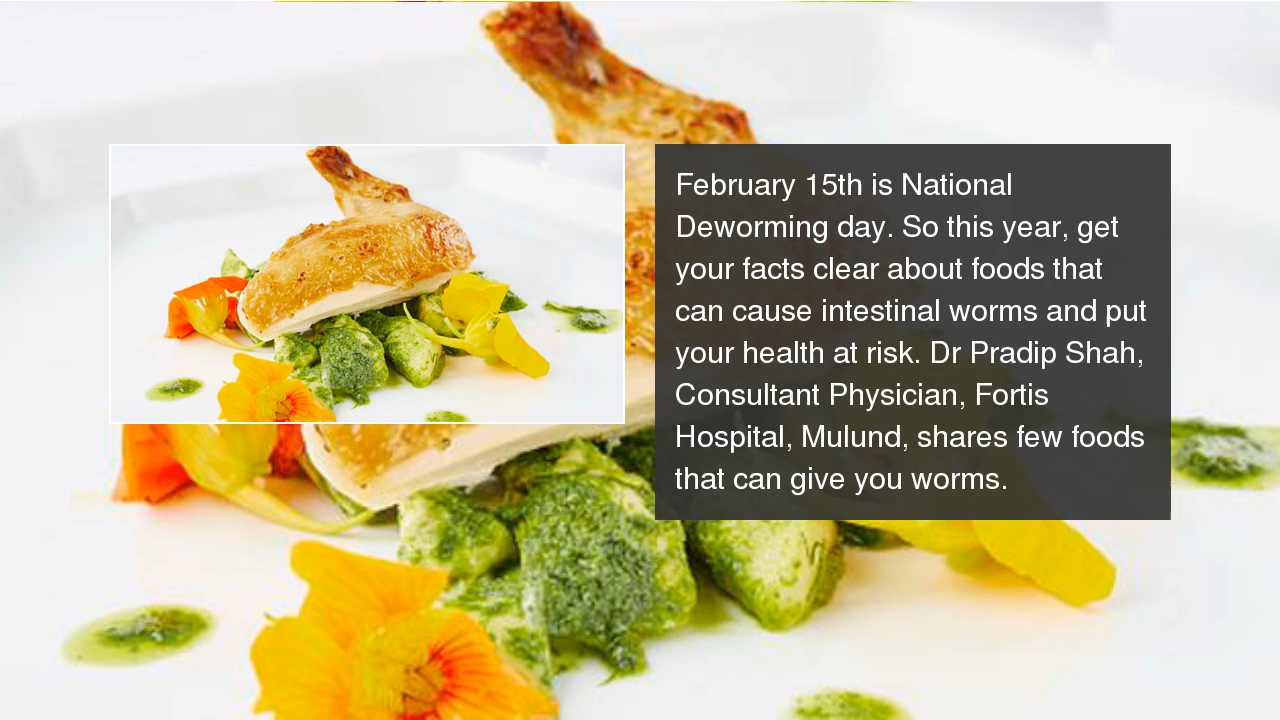 February 15th is National
Deworming day. So this year, get
your facts clear about foods that
can cause intestinal worms and put
your health at risk. Dr Pradip Shah,
Consultant Physician, Fortis
Hospital, Mulund, shares few foods
that can give you worms.